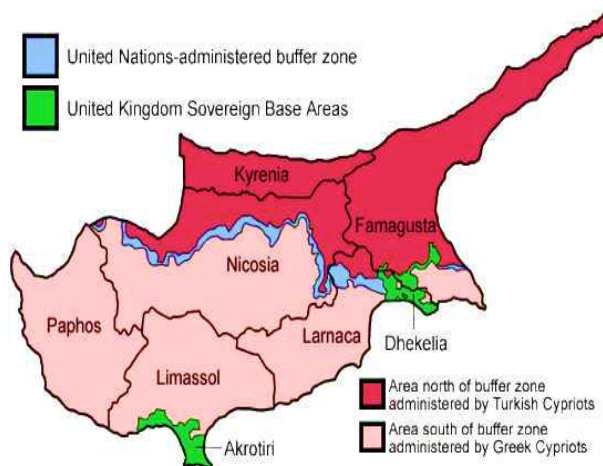 United Nations-administered buffer zone
United Kingdom Sovereign Base Areas
Kyrenia
Famagusta
Nicosia
Paphos
Larnaca
Limassol
Dhekelia
Akrotiri
Area north of buffer zone
administered by Turkish Cypriots
Area south of buffer zone
administered by Greek Cypriots